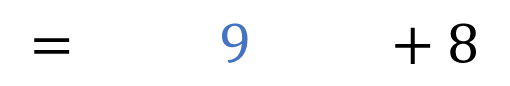 = 9 + 8